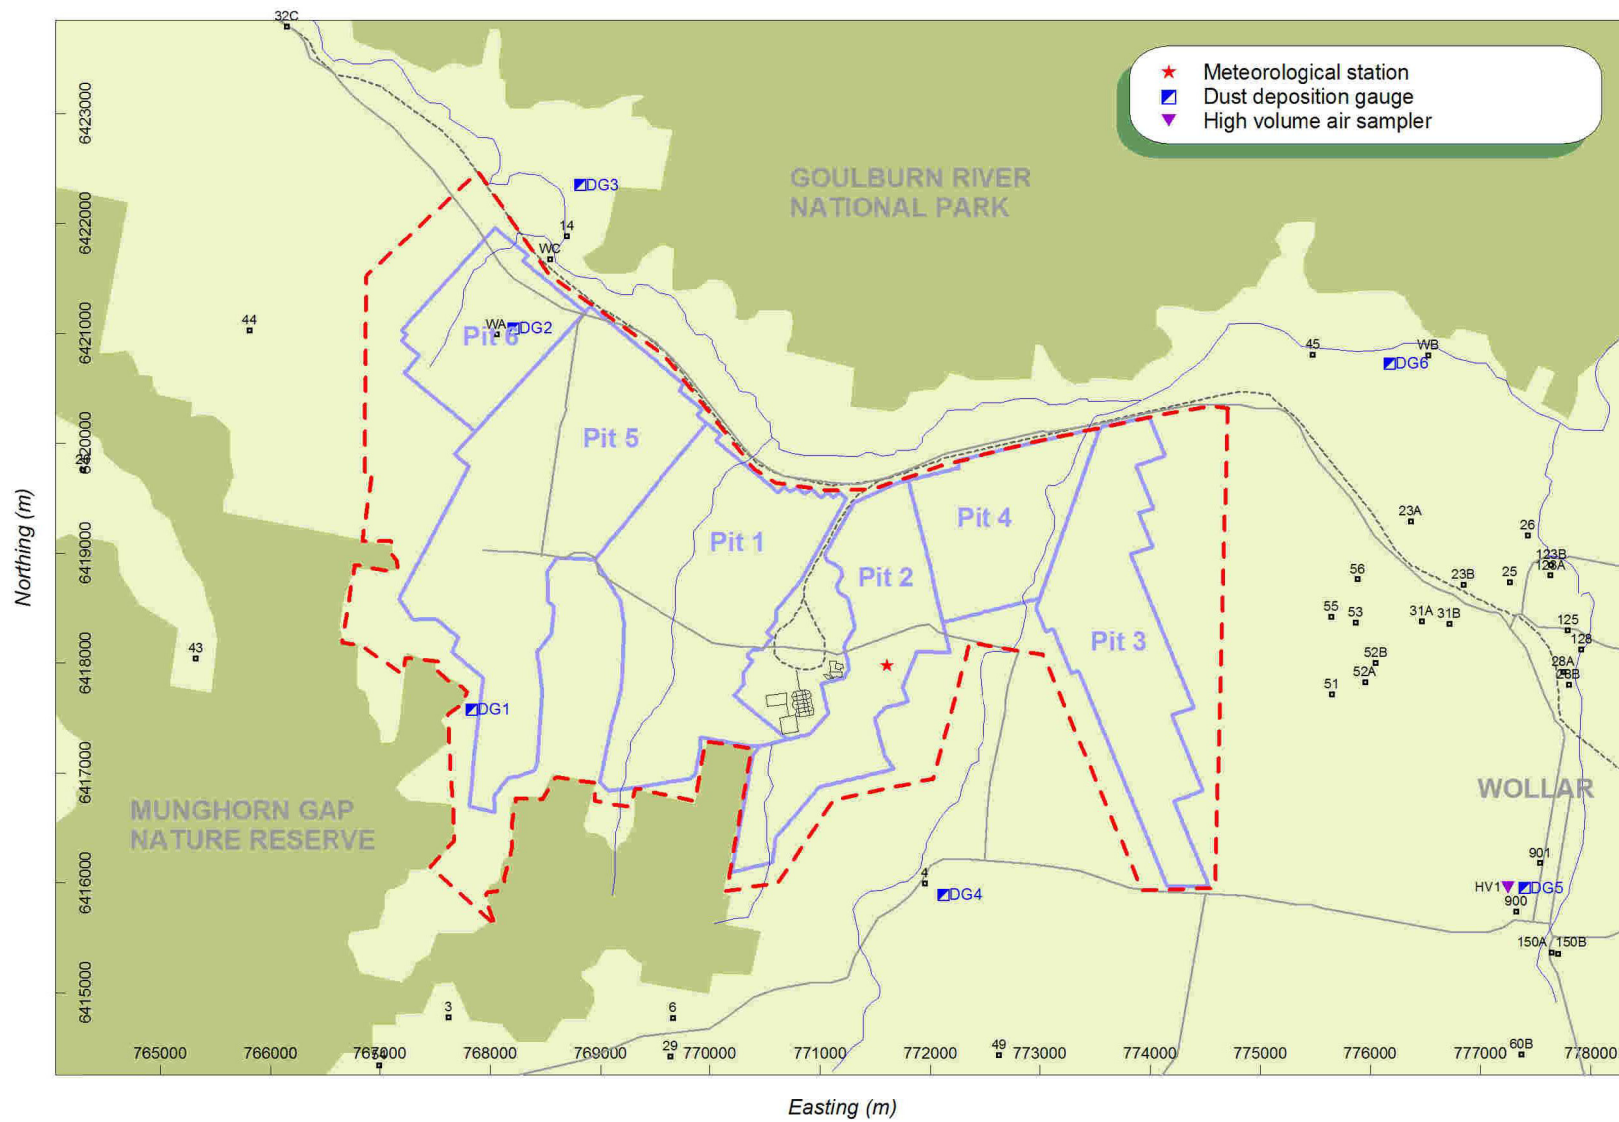 32C
Meteorological station
Dust deposition gauge
High volume air sampler
6423000
GOULBURN RIVER
NATIONAL PARK
DG3
14
6422000
WC
44
WA
DG2
Pit 6
6421000
45
WB
DG6
Pit 5
6420000
23A
26
Pit 4
Pit 1
6419000
123B
123A
Pit 2
56
23B
25
55
53
31A
31B
125
Pit 3
128
6418000
43
52B
28A
28B
52A
51
DG1
6417000
WOLLAR
MUNGHORN GAP
NATURE RESERVE
901
6416000
4
DG4
HV1
DG5
900
150A
150B
6415000
3
6
29
49
60B
765000
766000
767000
768000
769000
770000
771000
772000
773000
774000
775000
776000
777000
778000
Northing (m)
Easting (m)